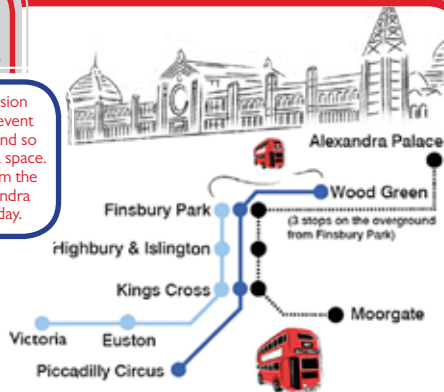 sion
event
nd so
space.
m the
ndra
day.
Alexandra Palace
Wood Green
(3 stops on the overground
from Finsbury Park)
Finsbury Park
Highbury & Islington
Kings Cross
Moorgate
Victoria
Euston
Piccadilly Circus